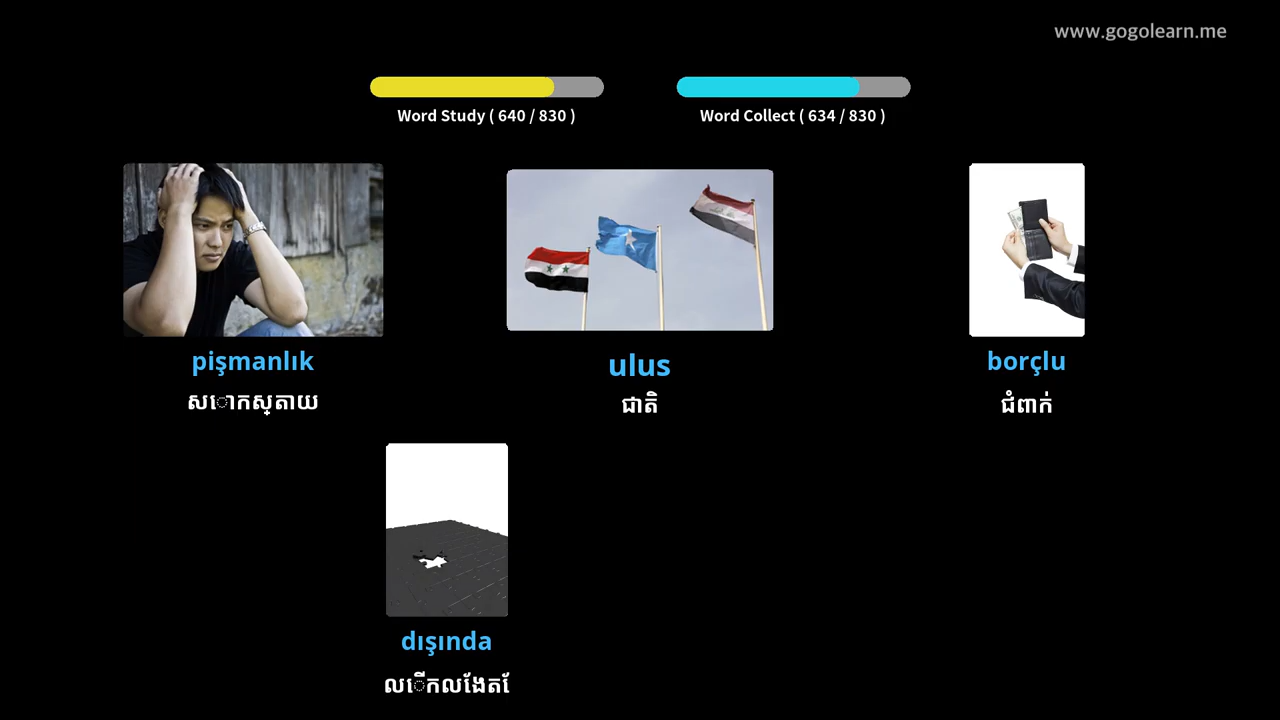 www.gogolearn.me
Word Study ( 640 / 830 )
Word Collect ( 634 / 830 )
pişmanlık
ulus
borçlu
សោកស្តាយ
ជាតិ
ជំពាក់
dışında
លើកលែងតែ